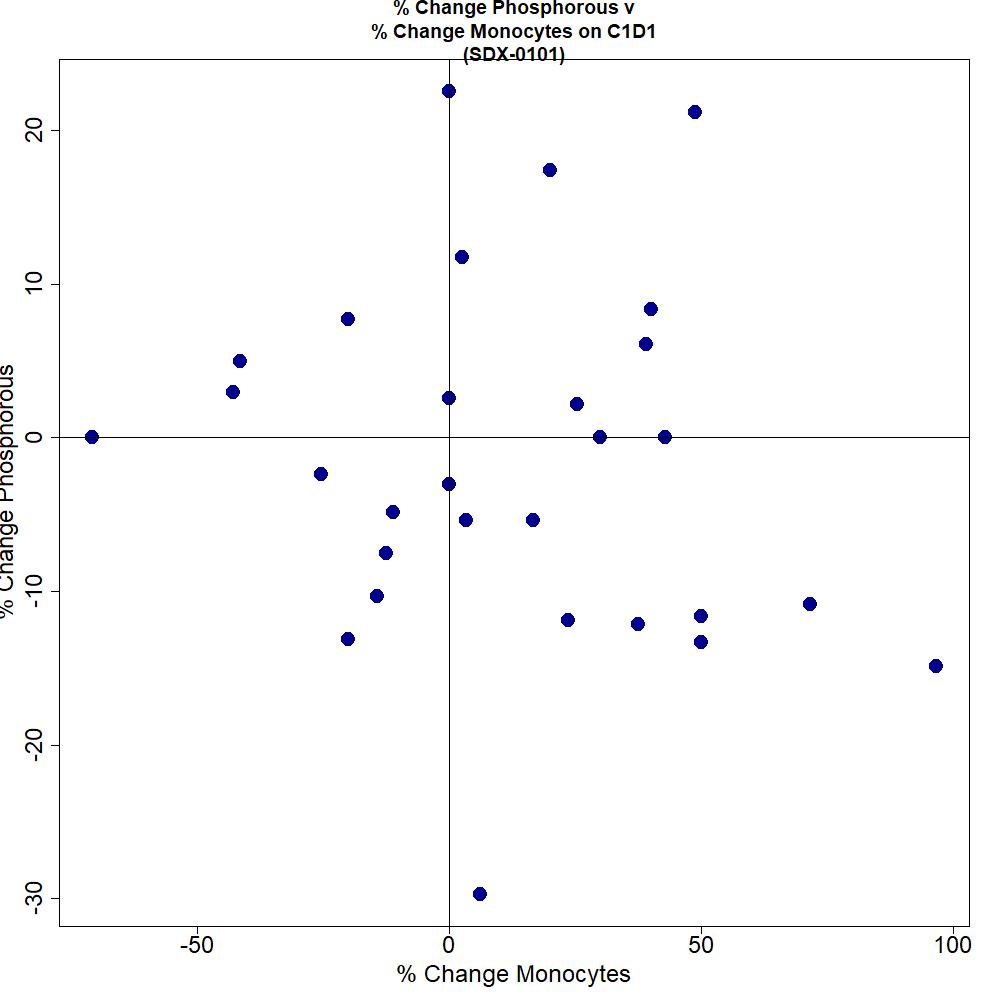 % Change Phosphorous v
% Change Monocytes on C1D1
(SDX-0101)
% Change Phosphorous
20
10
0
-10
-20
-30
-50
0
50
100
% Change Monocytes